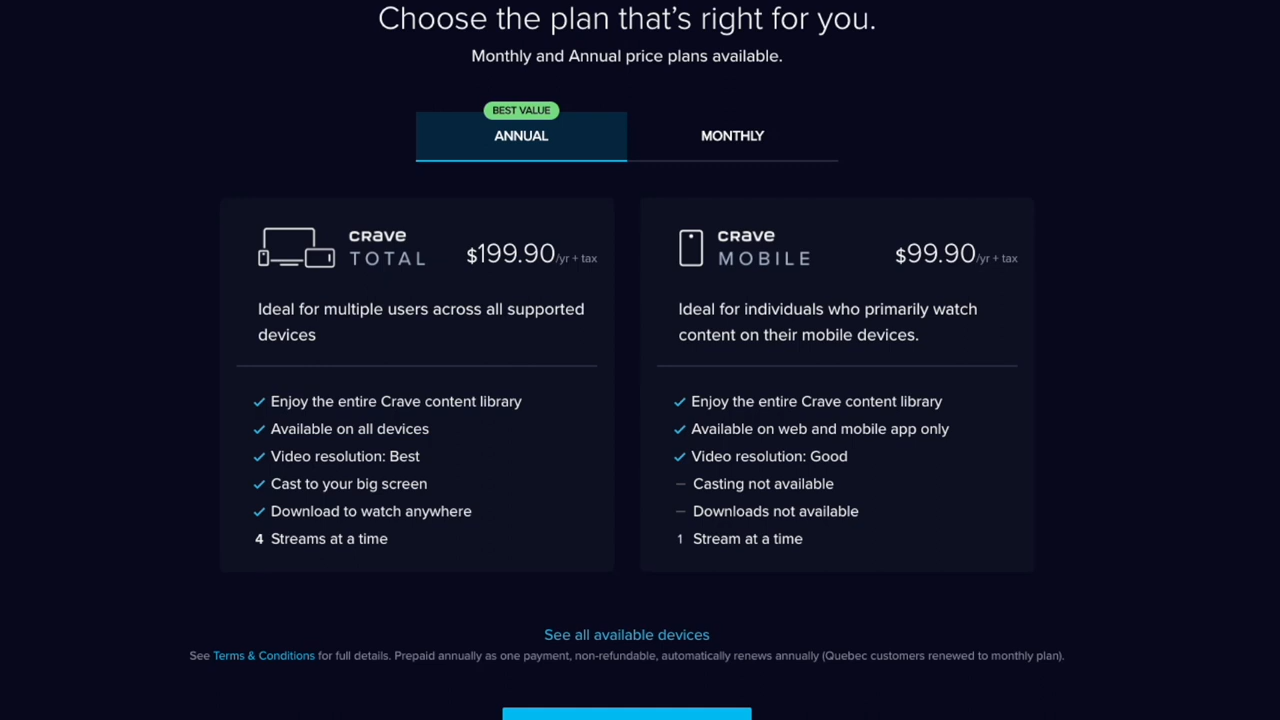 Choose the plan that's right for you.
Monthly and Annual price plans available.
BEST VALUE
ANNUAL
MONTHLY
crave
TOTAL
$199.90/yr + tax
Ideal for multiple users across all supported
devices
Enjoy the entire Crave content library
Available on all devices
Video resolution: Best
Cast to your big screen
Download to watch anywhere
4 Streams at a time
crave
MOBILE
$99.90/yr + tax
Ideal for individuals who primarily watch
content on their mobile devices.
Enjoy the entire Crave content library
Available on web and mobile app only
Video resolution: Good
– Casting not available
– Downloads not available
1 Stream at a time
See all available devices
See Terms & Conditions for full details. Prepaid annually as one payment, non-refundable, automatically renews annually (Quebec customers renewed to monthly plan).